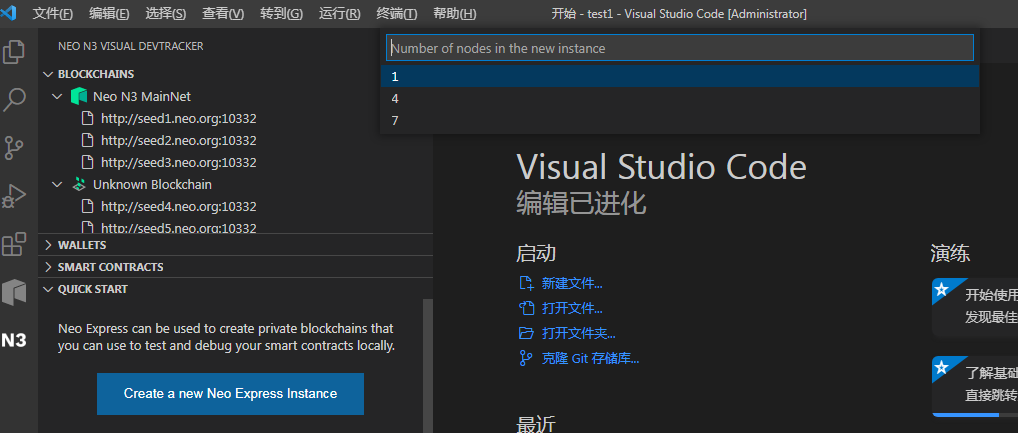 文件(F) 编辑(E) 选择(S) 查看(V) 转到(G) 运行(R) 终端(T) 帮助(H) 开始 - test1 - Visual Studio Code [Administrator]
NEO N3 VISUAL DEVTRACKER
BLOCKCHAINS
Neo N3 MainNet
http://seed1.neo.org:10332
http://seed2.neo.org:10332
http://seed3.neo.org:10332
Unknown Blockchain
http://seed4.neo.org:10332
http://seed5.neo.org:10332
WALLETS
SMART CONTRACTS
QUICK START
Neo Express can be used to create private blockchains that
you can use to test and debug your smart contracts locally.
Create a new Neo Express Instance
N3
Number of nodes in the new instance
1
4
7
Visual Studio Code
编辑已进化
启动
新建文件...
打开文件...
打开文件夹...
克隆 Git 存储库...
最近
演练
开始使用
发现最佳
了解基础
直接跳转